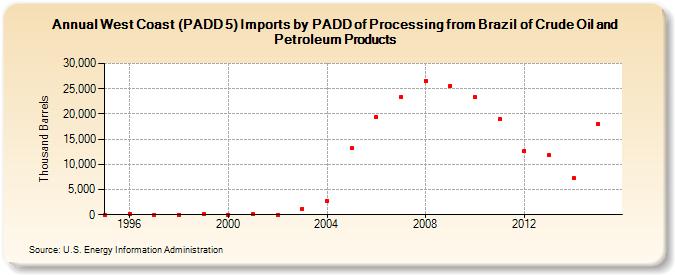 Annual West Coast (PADD 5) Imports by PADD of Processing from Brazil of Crude Oil and
Petroleum Products
Thousand Barrels
30,000
25,000
20,000
15,000
10,000
5,000
0
1996 2000 2004 2008 2012
Source: U.S. Energy Information Administration